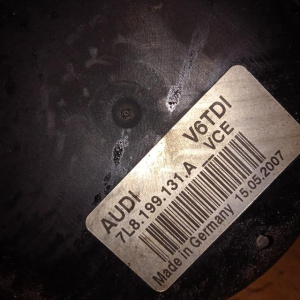 AUDI V6TDI
7L8.199.131.A VCE
Made in Germany 15.05.2007